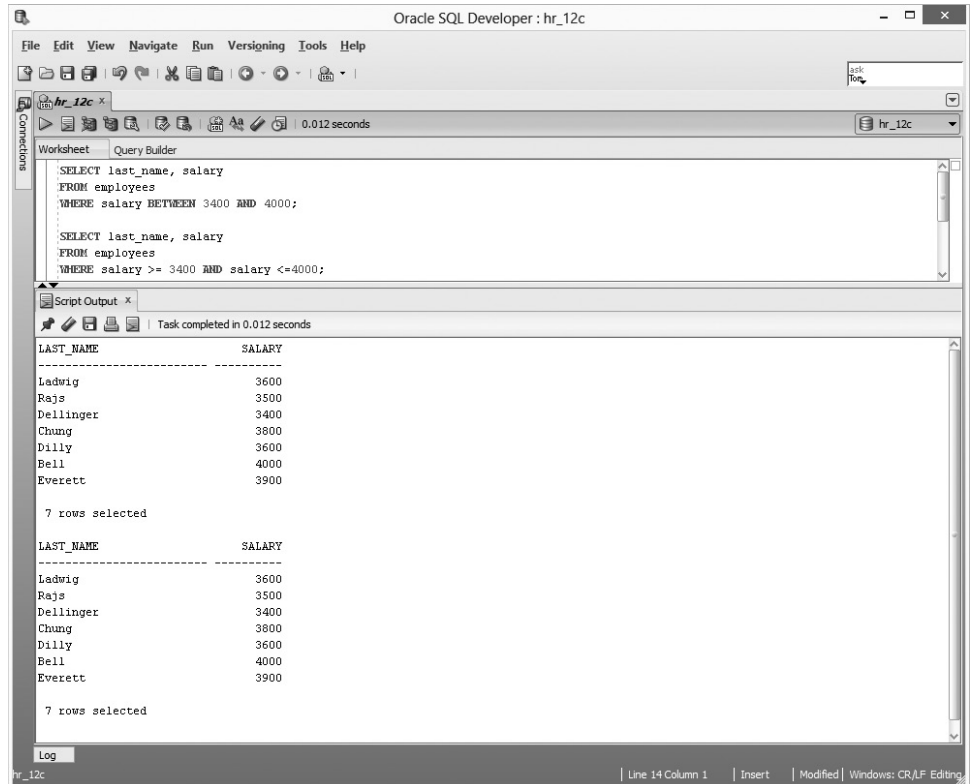 Oracle SQL Developer : hr_12c
File Edit View Navigate Run Versioning Tools Help
ask
Tom
Connections
hr_12c
0.012 seconds
hr_12c
Worksheet Query Builder
SELECT last_name, salary
FROM employees
WHERE salary BETWEEN 3400 AND 4000;
SELECT last_name, salary
FROM employees
WHERE salary >= 3400 AND salary <=4000;
Script Output
Task completed in 0.012 seconds
LAST_NAME SALARY
------------------------- ----------
Ladwig 3600
Rajs 3500
Dellinger 3400
Chung 3800
Dilly 3600
Bell 4000
Everett 3900
7 rows selected
LAST_NAME SALARY
------------------------- ----------
Ladwig 3600
Rajs 3500
Dellinger 3400
Chung 3800
Dilly 3600
Bell 4000
Everett 3900
7 rows selected
Log
hr_12c Line 14 Column 1 Insert Modified Windows: CR/LF Editing